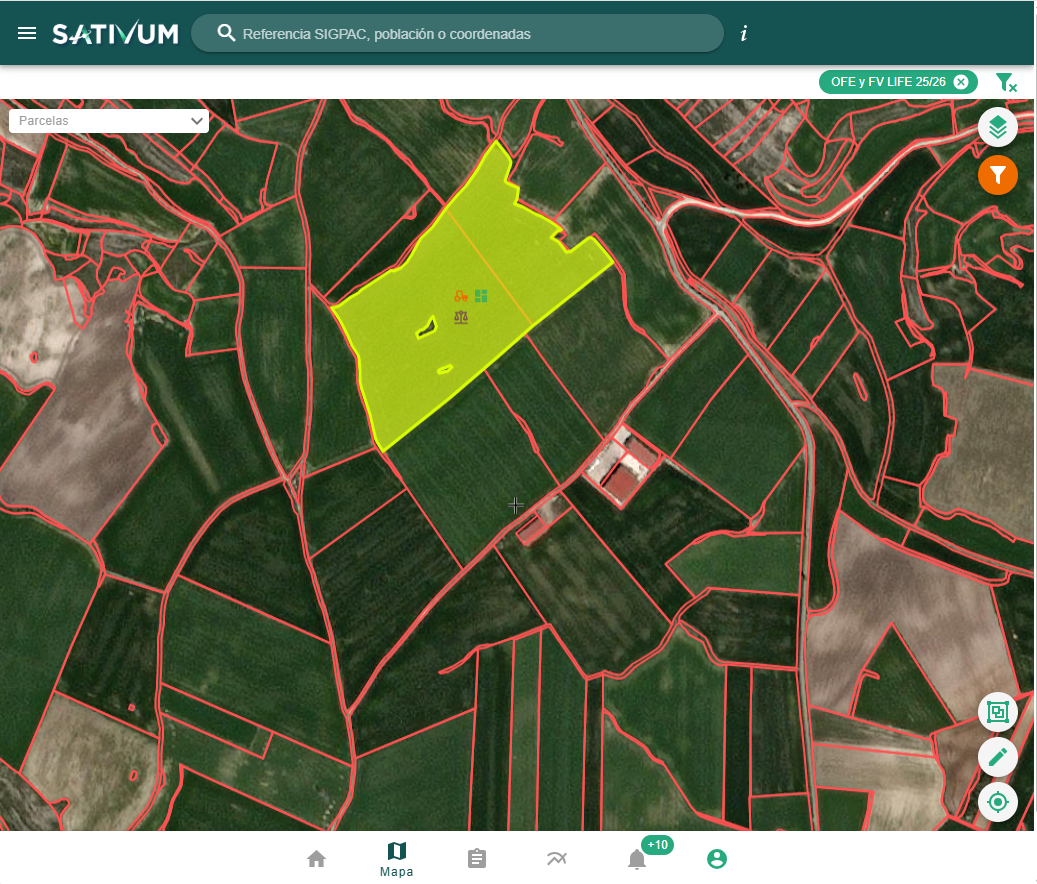 SATIVUM
Referencia SIGPAC, población o coordenadas
i
OFE y FV LIFE 25/26
Parcelas
+10
Mapa